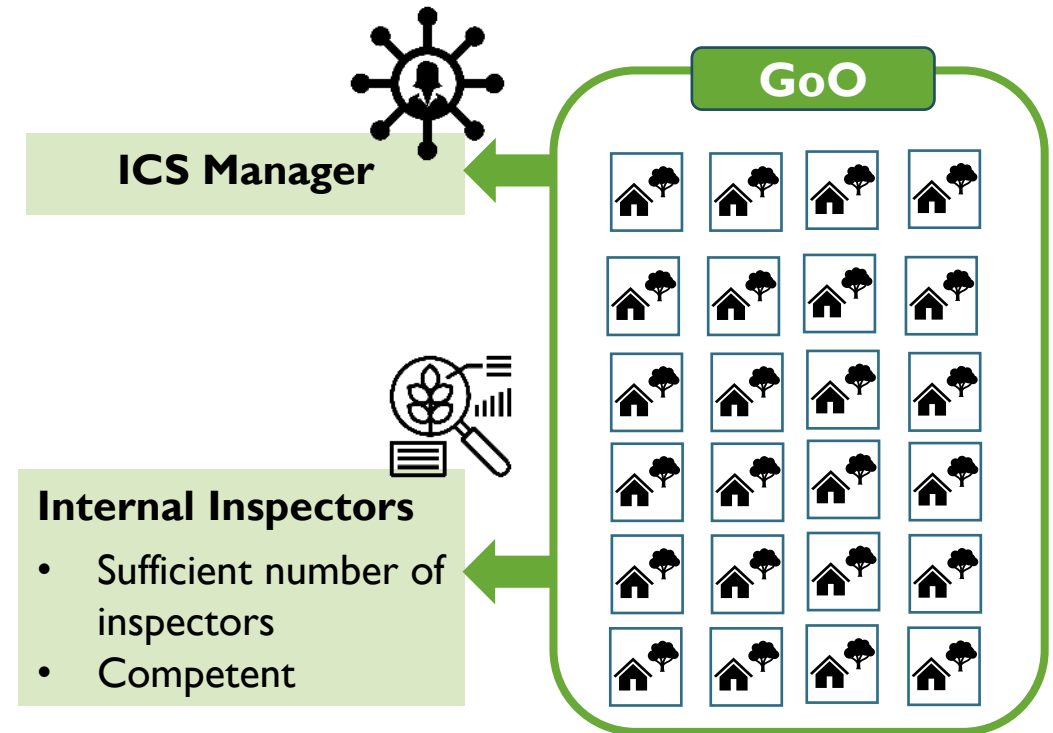 GoO
ICS Manager
Internal Inspectors
• Sufficient number of
inspectors
• Competent